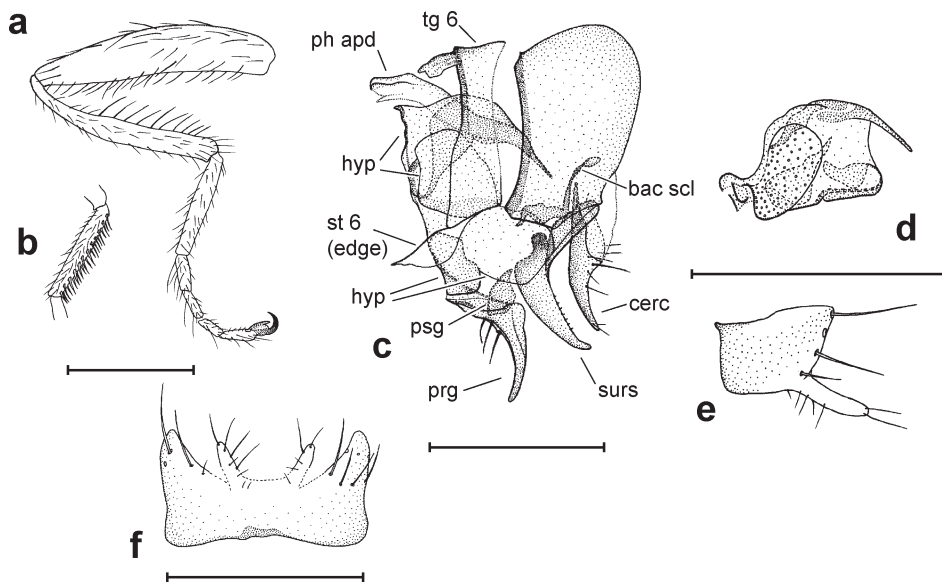 a
tg 6
ph apd
hyp
bac scl
d
b
st 6
(edge)
hyp
psg
c
cerc
prg
surs
e
f